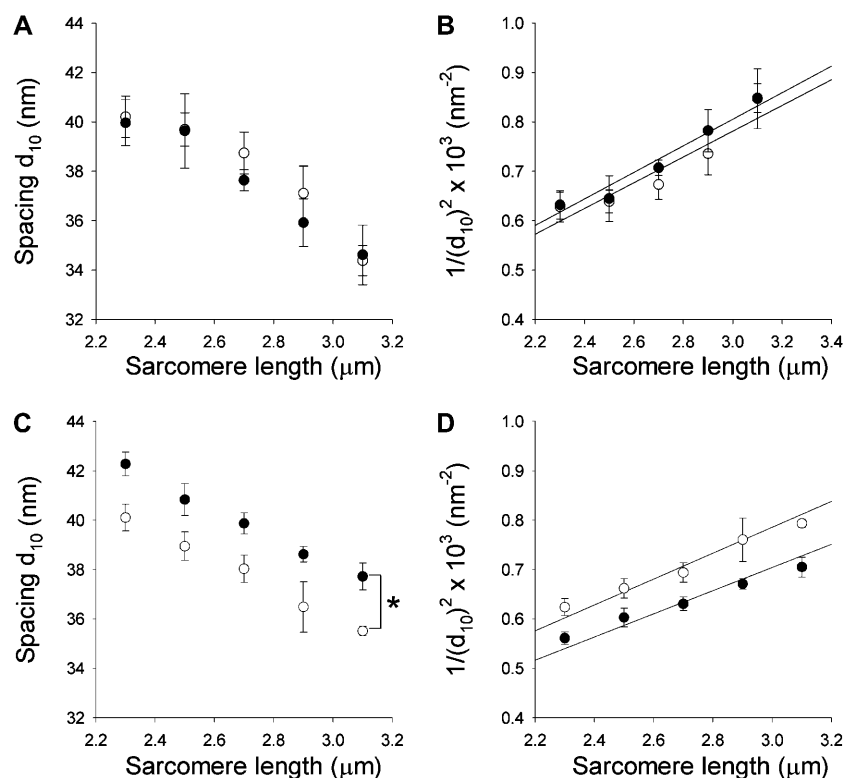 A
B
Spacing d10 (nm)
44
42
40
38
36
34
32
2.2 2.4 2.6 2.8 3.0 3.2
Sarcomere length (μm)
1/(d10)2 x 103 (nm-2)
1.0
0.9
0.8
0.7
0.6
0.5
0.4
2.2 2.4 2.6 2.8 3.0 3.2 3.4
Sarcomere length (μm)
C
D
Spacing d10 (nm)
44
42
40
38
36
34
32
*
2.2 2.4 2.6 2.8 3.0 3.2
Sarcomere length (μm)
1/(d10)2 x 103 (nm-2)
1.0
0.9
0.8
0.7
0.6
0.5
0.4
2.2 2.4 2.6 2.8 3.0 3.2
Sarcomere length (μm)